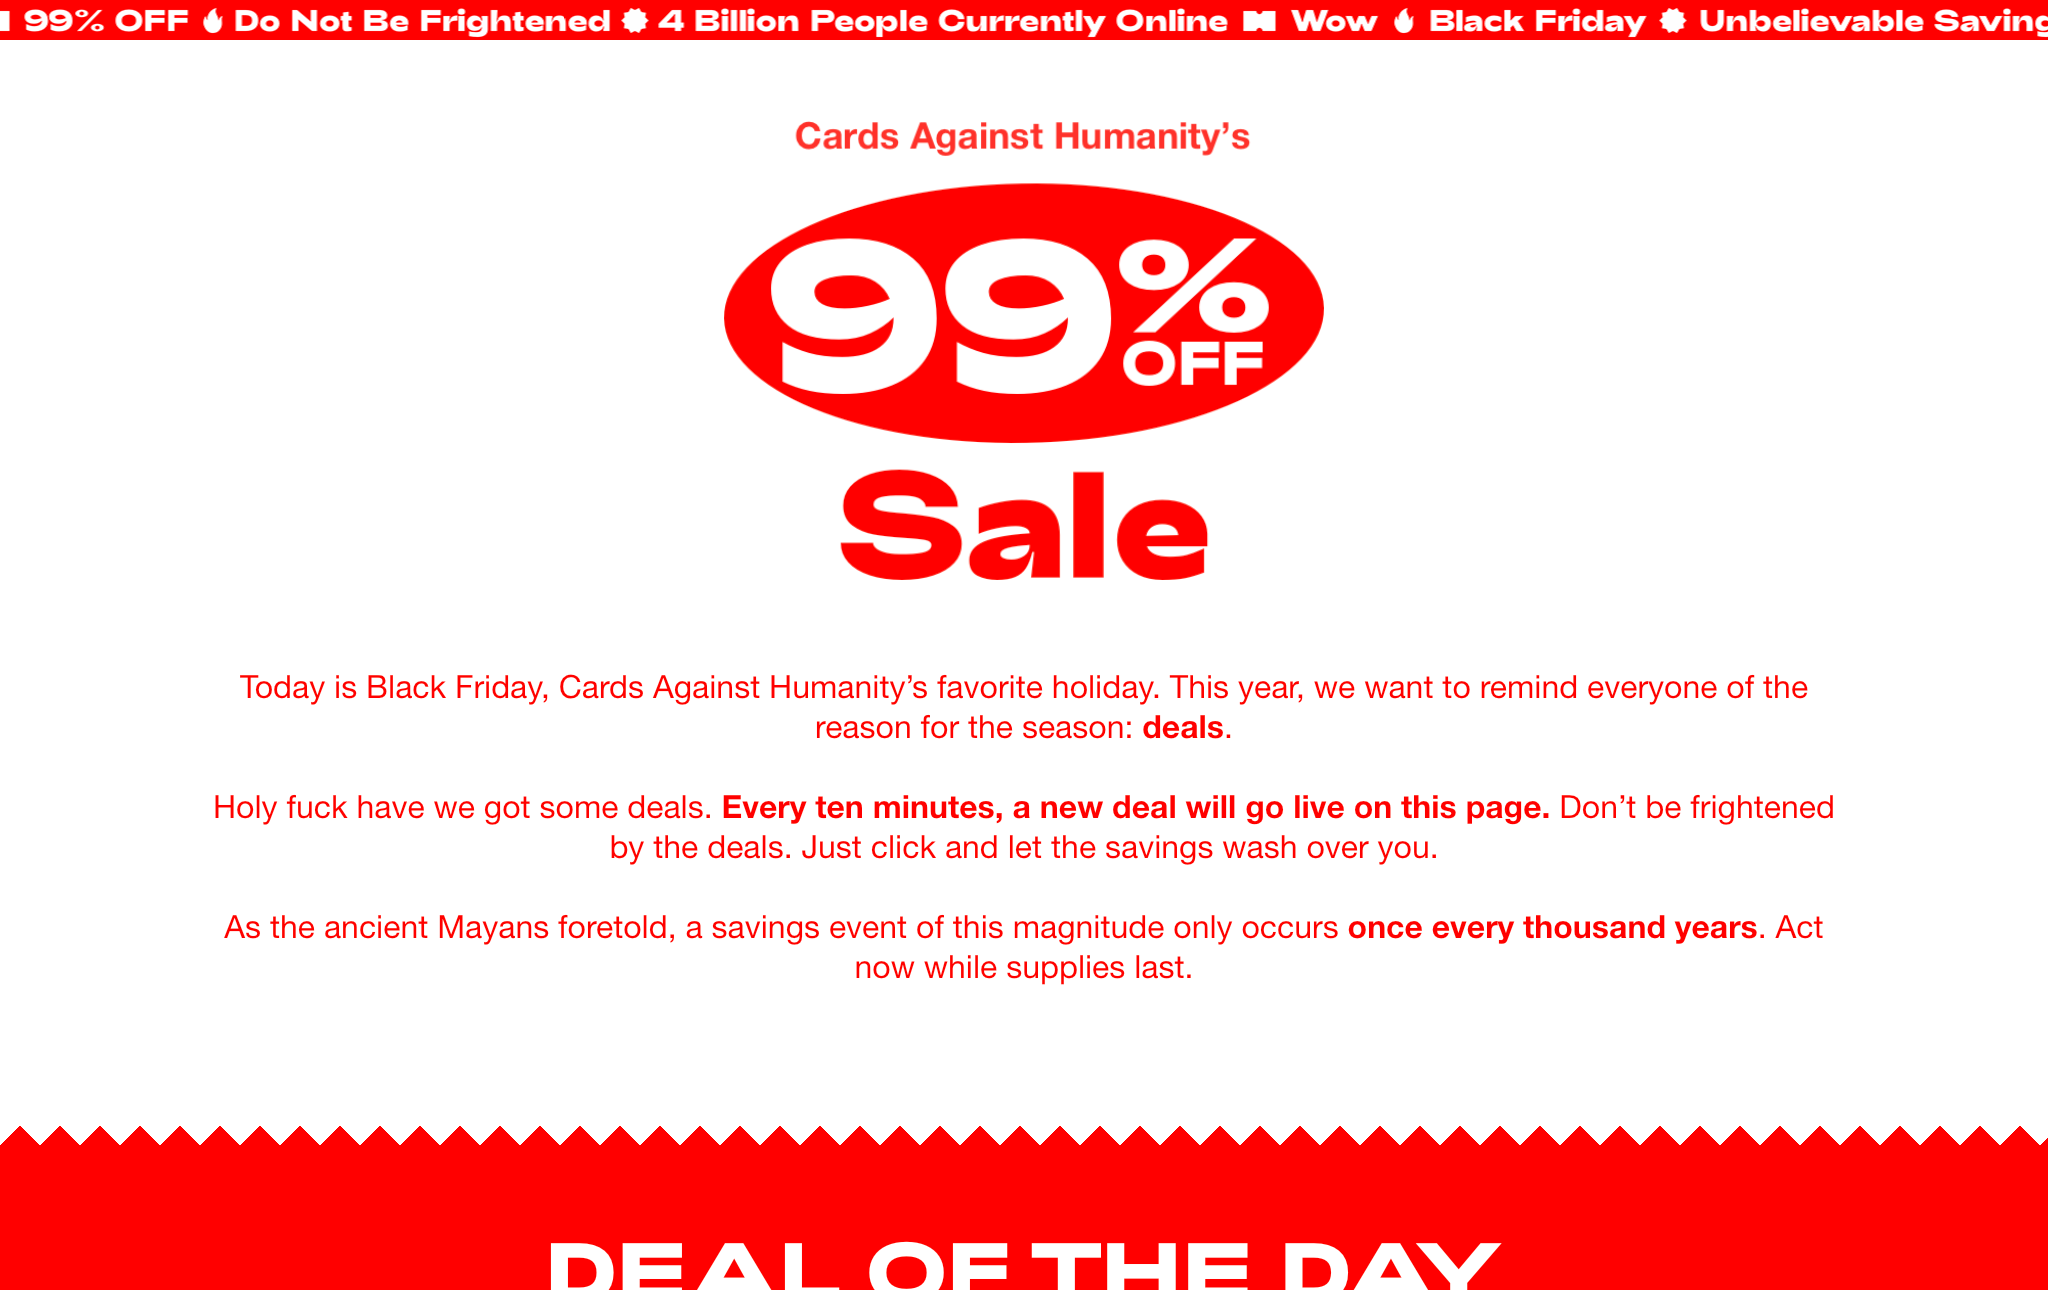 99% OFF Do Not Be Frightened 4 Billion People Currently Online Wow Black Friday Unbelievable Saving
Cards Against Humanity’s
99%
OFF
Sale
Today is Black Friday, Cards Against Humanity’s favorite holiday. This year, we want to remind everyone of the
reason for the season: deals.
Holy fuck have we got some deals. Every ten minutes, a new deal will go live on this page. Don’t be frightened
by the deals. Just click and let the savings wash over you.
As the ancient Mayans foretold, a savings event of this magnitude only occurs once every thousand years. Act
now while supplies last.
DEAL OF THE DAY